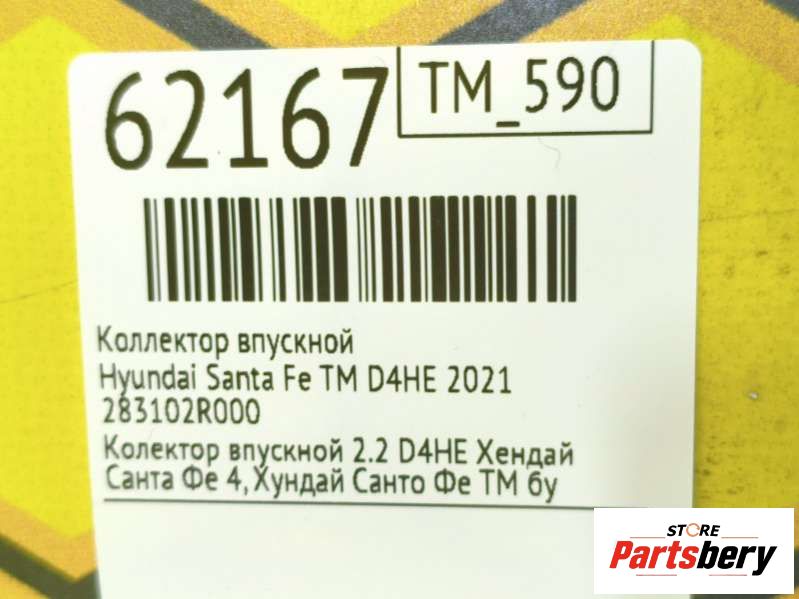 62167
TM_590
Коллектор впускной
Hyundai Santa Fe TM D4HE 2021
283102R000
Колектор впускной 2.2 D4HE Хендай
Санта Фе 4, Хундай Санто Фе ТМ бу
STORE
Partsbery